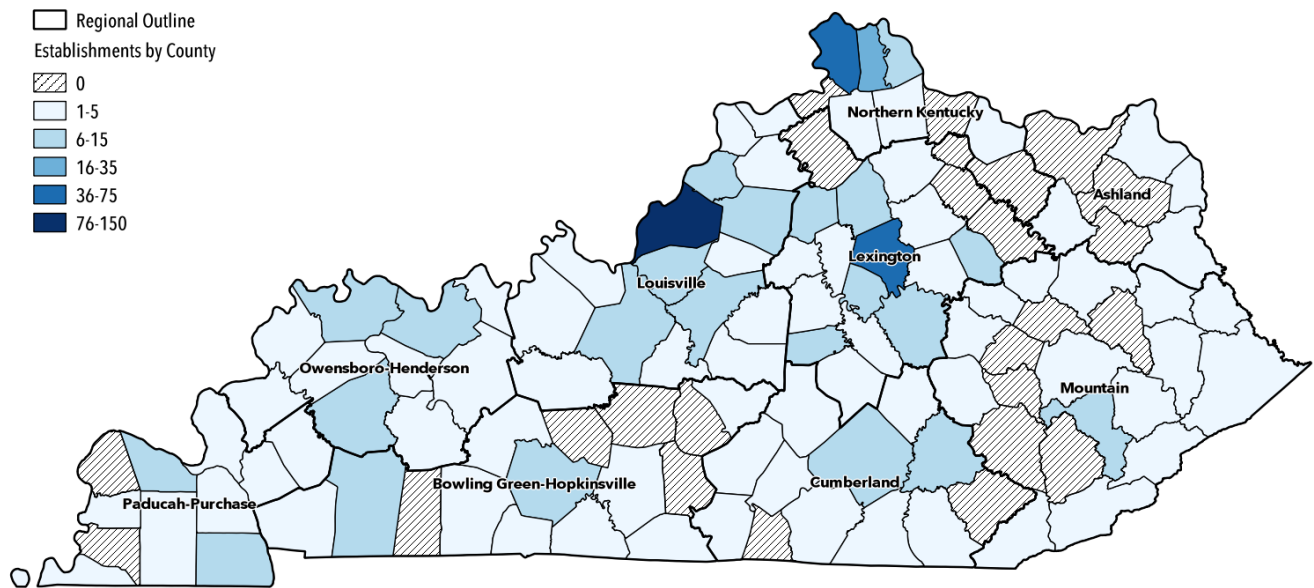 Regional Outline
Establishments by County
0
1-5
6-15
16-35
36-75
76-150
Northern Kentucky
Ashland
Lexington
Louisville
Owensboro-Henderson
Mountain
Bowling Green-Hopkinsville
Cumberland
Paducah-Purchase